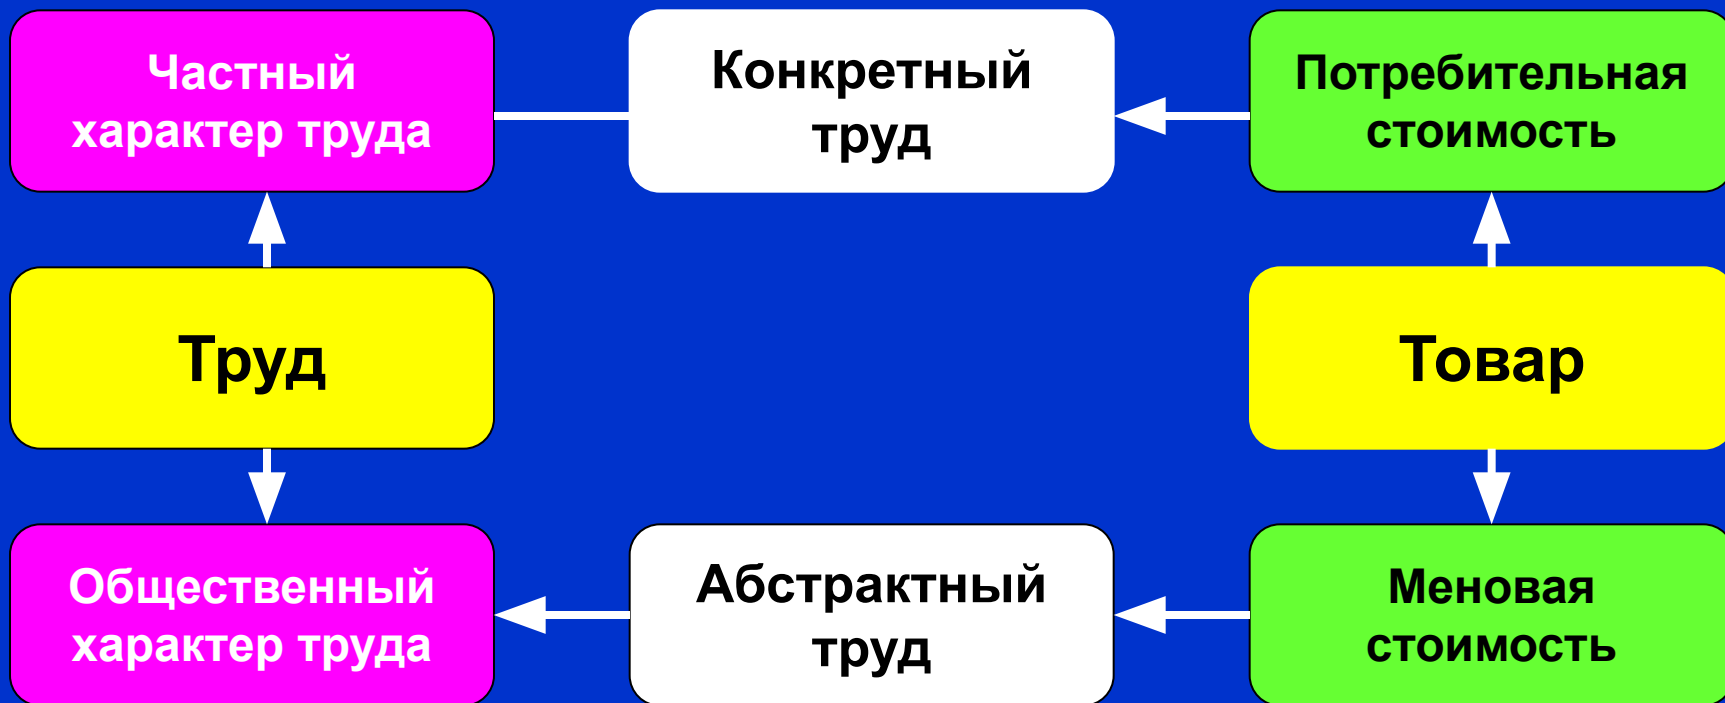 Частный
характер труда
Конкретный
труд
Потребительная
стоимость
Труд
Товар
Общественный
характер труда
Абстрактный
труд
Меновая
стоимость